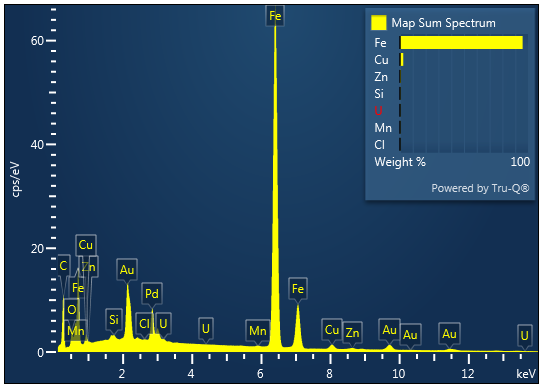 Map Sum Spectrum
Fe
Cu
Zn
Si
U
Mn
Cl
Weight % 100
Powered by Tru-Q®
cps/eV
60
40
20
0
Fe
Cu
C
Zn
Au
Fe
Pd
Fe
O
Mn
Si
Cl
U
U
Mn
Cu
Zn
Au
Au
Au
U
2 4 6 8 10 12 keV